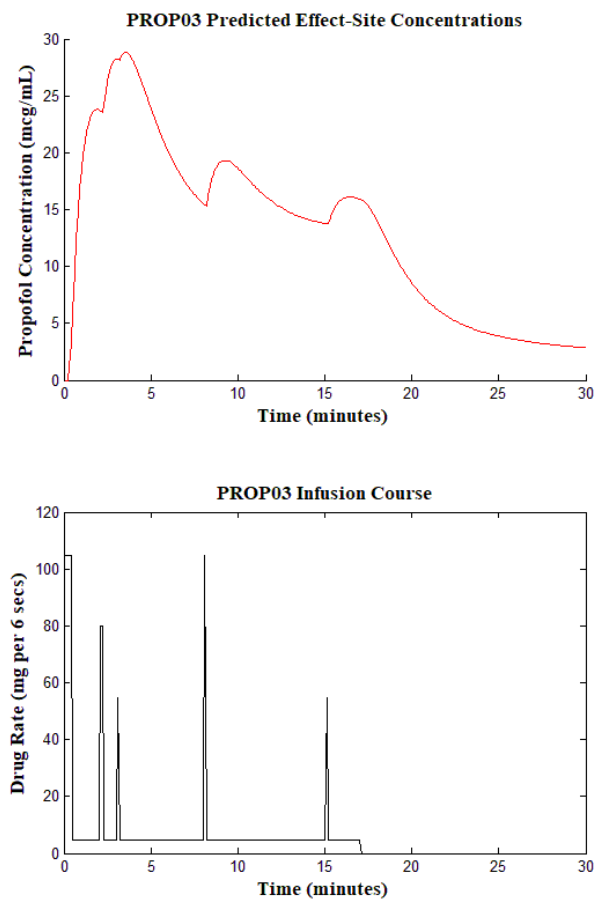 PROP03 Predicted Effect-Site Concentrations
Propofol Concentration (mcg/mL)
30
25
20
15
10
5
0
0 5 10 15 20 25 30
Time (minutes)
PROP03 Infusion Course
Drug Rate (mg per 6 secs)
120
100
80
60
40
20
0
0 5 10 15 20 25 30
Time (minutes)